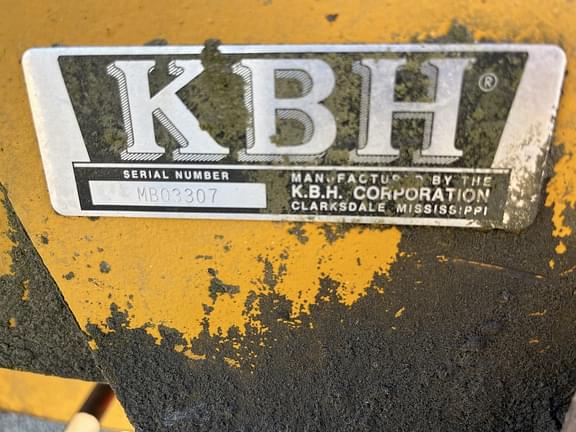 KBH®
SERIAL NUMBER
MB03307
MANUFACTURED BY THE
K.B.H. CORPORATION
CLARKSDALE, MISSISSIPPI